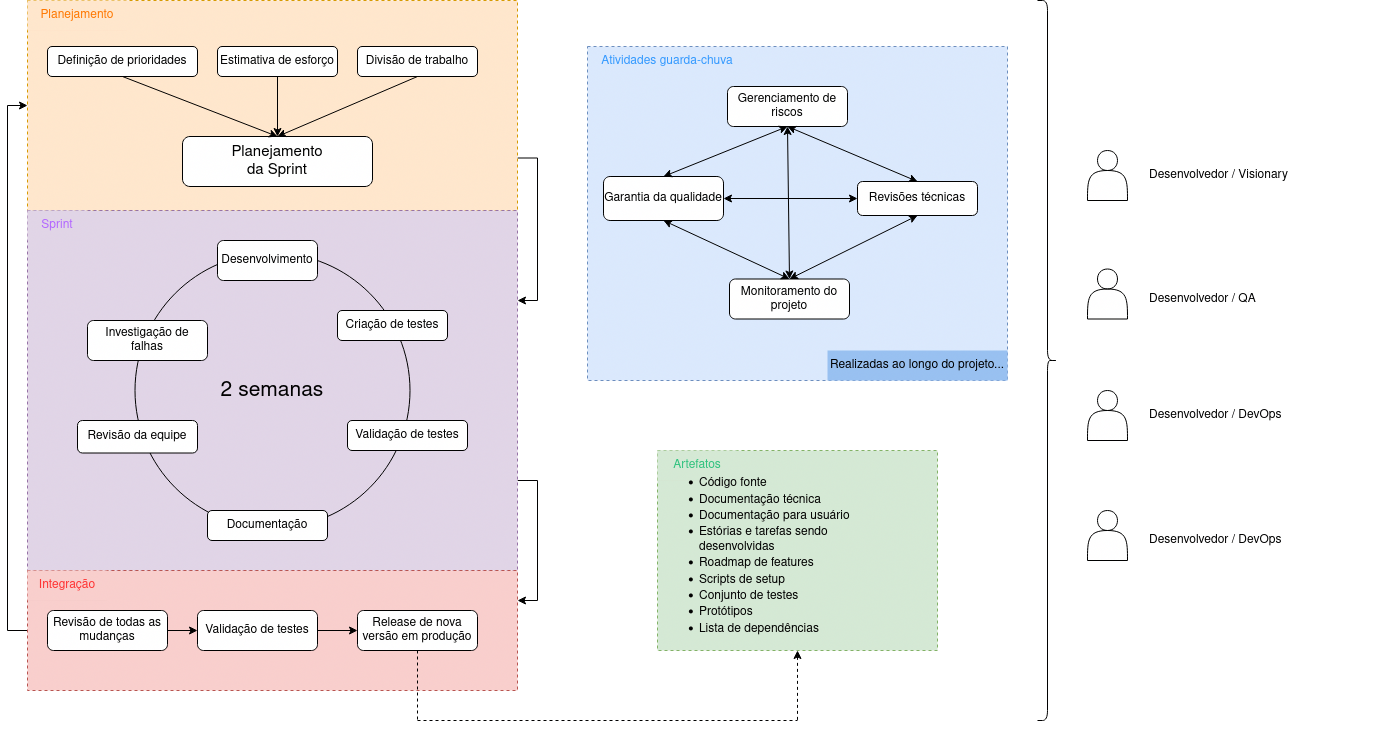 Planejamento
Definição de prioridades
Estimativa de esforço
Divisão de trabalho
Planejamento
da Sprint
Sprint
Desenvolvimento
Criação de testes
Investigação de
falhas
2 semanas
Revisão da equipe
Validação de testes
Documentação
Integração
Revisão de todas as
mudanças
Validação de testes
Release de nova
versão em produção
Atividades guarda-chuva
Gerenciamento de
riscos
Garantia da qualidade
Revisões técnicas
Monitoramento do
projeto
Realizadas ao longo do projeto...
Artefatos
Código fonte
Documentação técnica
Documentação para usuário
Estórias e tarefas sendo
desenvolvidas
Roadmap de features
Scripts de setup
Conjunto de testes
Protótipos
Lista de dependências
Desenvolvedor / Visionary
Desenvolvedor / QA
Desenvolvedor / DevOps
Desenvolvedor / DevOps